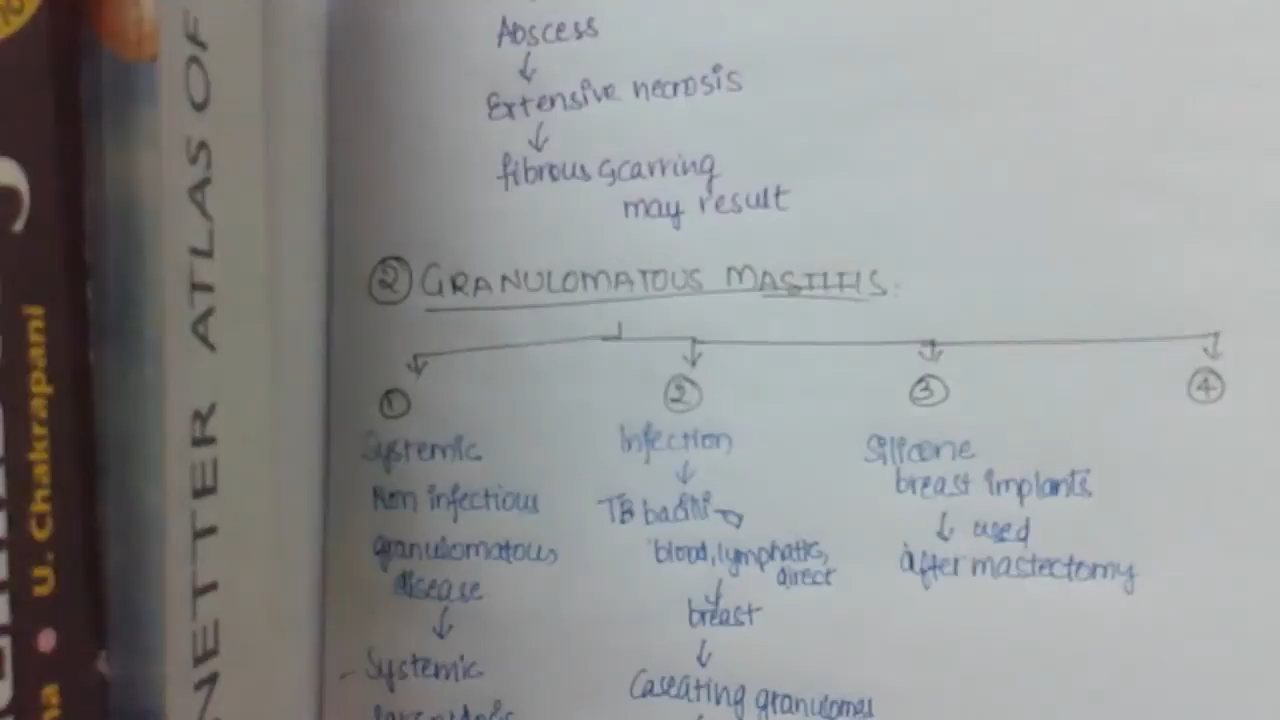 NETTER ATLAS OF
U. Chakrapani
Abscess
↓
Extensive necrosis
↓
fibrous scarring
may result
② GRANULOMATOUS MASTITIS.
① ② ③ ④
Systemic
Non infectious
granulomatous
disease
↓
- Systemic
Infection
↓
TB bacilli
blood, lymphatic,
direct
↓
breast
↓
Caseating granulomas
Silicone
breast implants
↓ used
after mastectomy